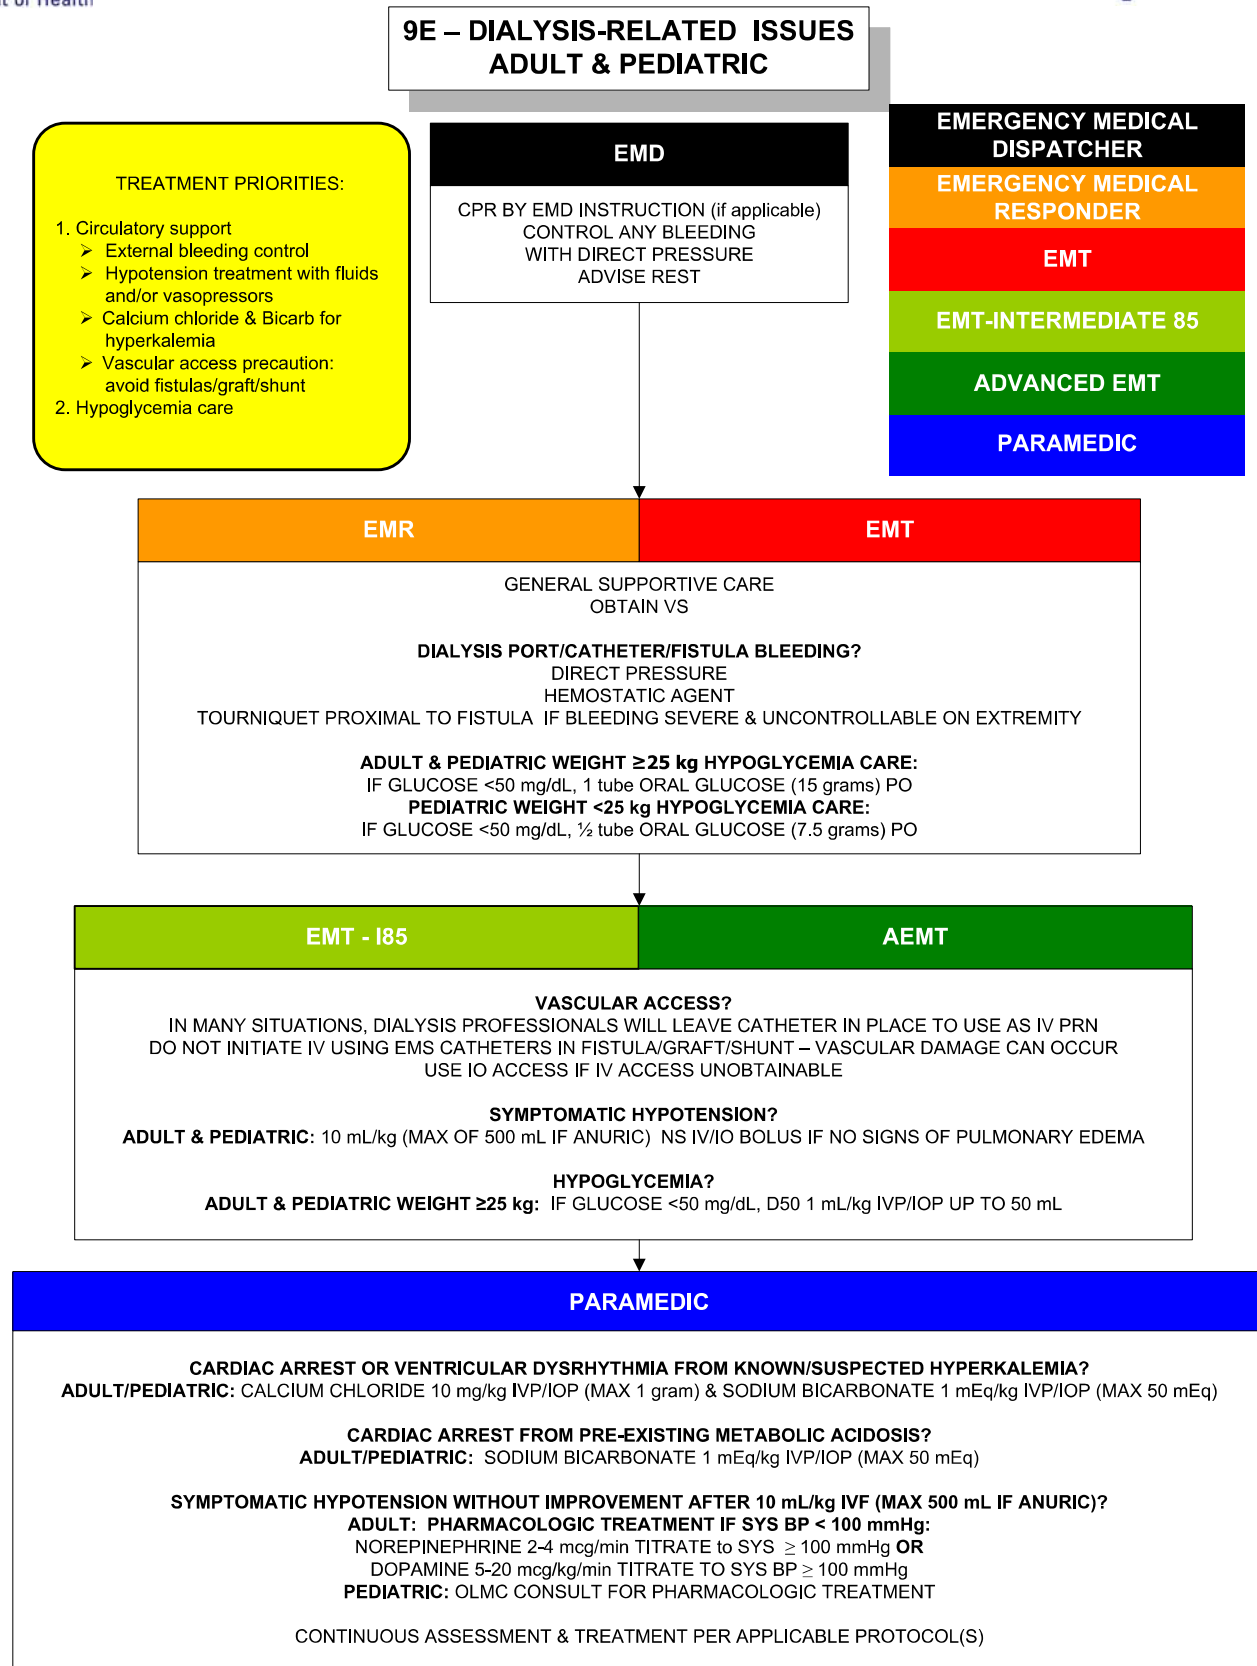 of Health
9E – DIALYSIS-RELATED ISSUES
ADULT & PEDIATRIC
TREATMENT PRIORITIES:
1. Circulatory support
➢ External bleeding control
➢ Hypotension treatment with fluids
and/or vasopressors
➢ Calcium chloride & Bicarb for
hyperkalemia
➢ Vascular access precaution:
avoid fistulas/graft/shunt
2. Hypoglycemia care
EMD
CPR BY EMD INSTRUCTION (if applicable)
CONTROL ANY BLEEDING
WITH DIRECT PRESSURE
ADVISE REST
EMERGENCY MEDICAL
DISPATCHER
EMERGENCY MEDICAL
RESPONDER
EMT
EMT-INTERMEDIATE 85
ADVANCED EMT
PARAMEDIC
EMR
EMT
GENERAL SUPPORTIVE CARE
OBTAIN VS
DIALYSIS PORT/CATHETER/FISTULA BLEEDING?
DIRECT PRESSURE
HEMOSTATIC AGENT
TOURNIQUET PROXIMAL TO FISTULA IF BLEEDING SEVERE & UNCONTROLLABLE ON EXTREMITY
ADULT & PEDIATRIC WEIGHT ≥25 kg HYPOGLYCEMIA CARE:
IF GLUCOSE <50 mg/dL, 1 tube ORAL GLUCOSE (15 grams) PO
PEDIATRIC WEIGHT <25 kg HYPOGLYCEMIA CARE:
IF GLUCOSE <50 mg/dL, ½ tube ORAL GLUCOSE (7.5 grams) PO
EMT - I85
AEMT
VASCULAR ACCESS?
IN MANY SITUATIONS, DIALYSIS PROFESSIONALS WILL LEAVE CATHETER IN PLACE TO USE AS IV PRN
DO NOT INITIATE IV USING EMS CATHETERS IN FISTULA/GRAFT/SHUNT – VASCULAR DAMAGE CAN OCCUR
USE IO ACCESS IF IV ACCESS UNOBTAINABLE
SYMPTOMATIC HYPOTENSION?
ADULT & PEDIATRIC: 10 mL/kg (MAX OF 500 mL IF ANURIC) NS IV/IO BOLUS IF NO SIGNS OF PULMONARY EDEMA
HYPOGLYCEMIA?
ADULT & PEDIATRIC WEIGHT ≥25 kg: IF GLUCOSE <50 mg/dL, D50 1 mL/kg IVP/IOP UP TO 50 mL
PARAMEDIC
CARDIAC ARREST OR VENTRICULAR DYSRHYTHMIA FROM KNOWN/SUSPECTED HYPERKALEMIA?
ADULT/PEDIATRIC: CALCIUM CHLORIDE 10 mg/kg IVP/IOP (MAX 1 gram) & SODIUM BICARBONATE 1 mEq/kg IVP/IOP (MAX 50 mEq)
CARDIAC ARREST FROM PRE-EXISTING METABOLIC ACIDOSIS?
ADULT/PEDIATRIC: SODIUM BICARBONATE 1 mEq/kg IVP/IOP (MAX 50 mEq)
SYMPTOMATIC HYPOTENSION WITHOUT IMPROVEMENT AFTER 10 mL/kg IVF (MAX 500 mL IF ANURIC)?
ADULT: PHARMACOLOGIC TREATMENT IF SYS BP < 100 mmHg:
NOREPINEPHRINE 2-4 mcg/min TITRATE to SYS ≥ 100 mmHg OR
DOPAMINE 5-20 mcg/kg/min TITRATE TO SYS BP ≥ 100 mmHg
PEDIATRIC: OLMC CONSULT FOR PHARMACOLOGIC TREATMENT
CONTINUOUS ASSESSMENT & TREATMENT PER APPLICABLE PROTOCOL(S)